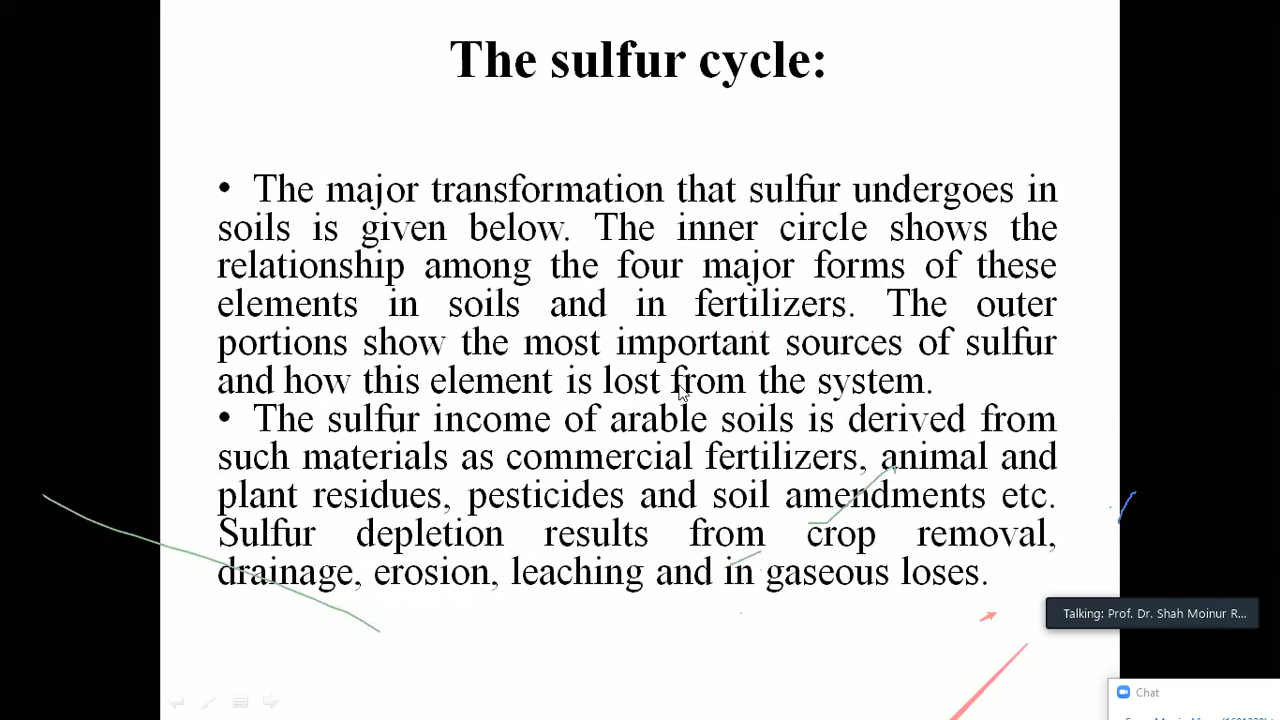 The sulfur cycle:
• The major transformation that sulfur undergoes in
soils is given below. The inner circle shows the
relationship among the four major forms of these
elements in soils and in fertilizers. The outer
portions show the most important sources of sulfur
and how this element is lost from the system.
• The sulfur income of arable soils is derived from
such materials as commercial fertilizers, animal and
plant residues, pesticides and soil amendments etc.
Sulfur depletion results from crop removal,
drainage, erosion, leaching and in gaseous loses.
Talking: Prof. Dr. Shah Moinur R...
Chat